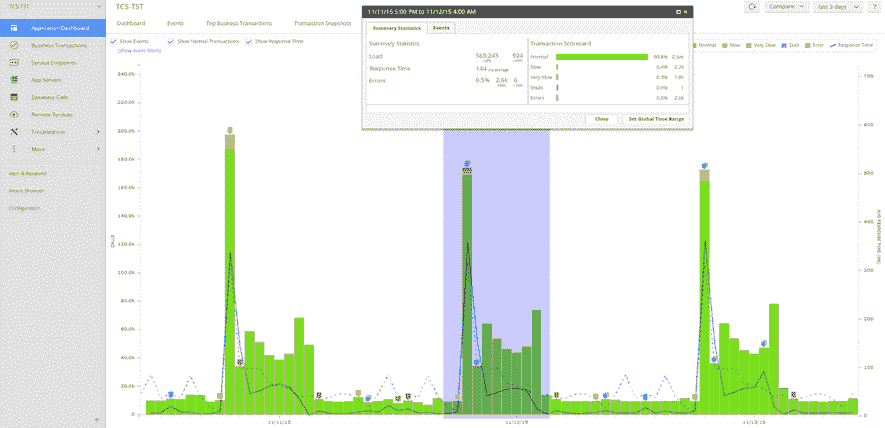 TCS-TST
Application Dashboard
Business Transactions
Service Endpoints
App Servers
Database Calls
Remote Services
Troubleshoot
More
Alert & Respond
Metric Browser
Configuration
TCS-TST
Compare
last 3 days
?
Dashboard Events Top Business Transactions Transaction Snapshots
Show Events Show Normal Transactions Show Response Time
(show event filters)
Normal Slow Very Slow Stall Error Response Time
11/11/15 5:00 PM to 11/12/15 4:00 AM
Summary Statistics Events
Summary Statistics
Load 569,243 calls 924 / min
Response Time 144 ms average
Errors 0.5% 2.6k total 6 / min
Transaction Scorecard
Normal
Slow 0.4% 2.2k
Very Slow 0.3% 1.8k
Stalls 0.0% 1
Errors 0.5% 2.6k
Close Set Global Time Range
240.0k
200.0k
180.0k
160.0k
140.0k
120.0k
100.0k
80.0k
60.0k
40.0k
20.0k
0
CALLS
700
600
500
400
300
200
100
0
AVG RESPONSE TIME (MS)
11/11/15 11/12/15 11/13/15